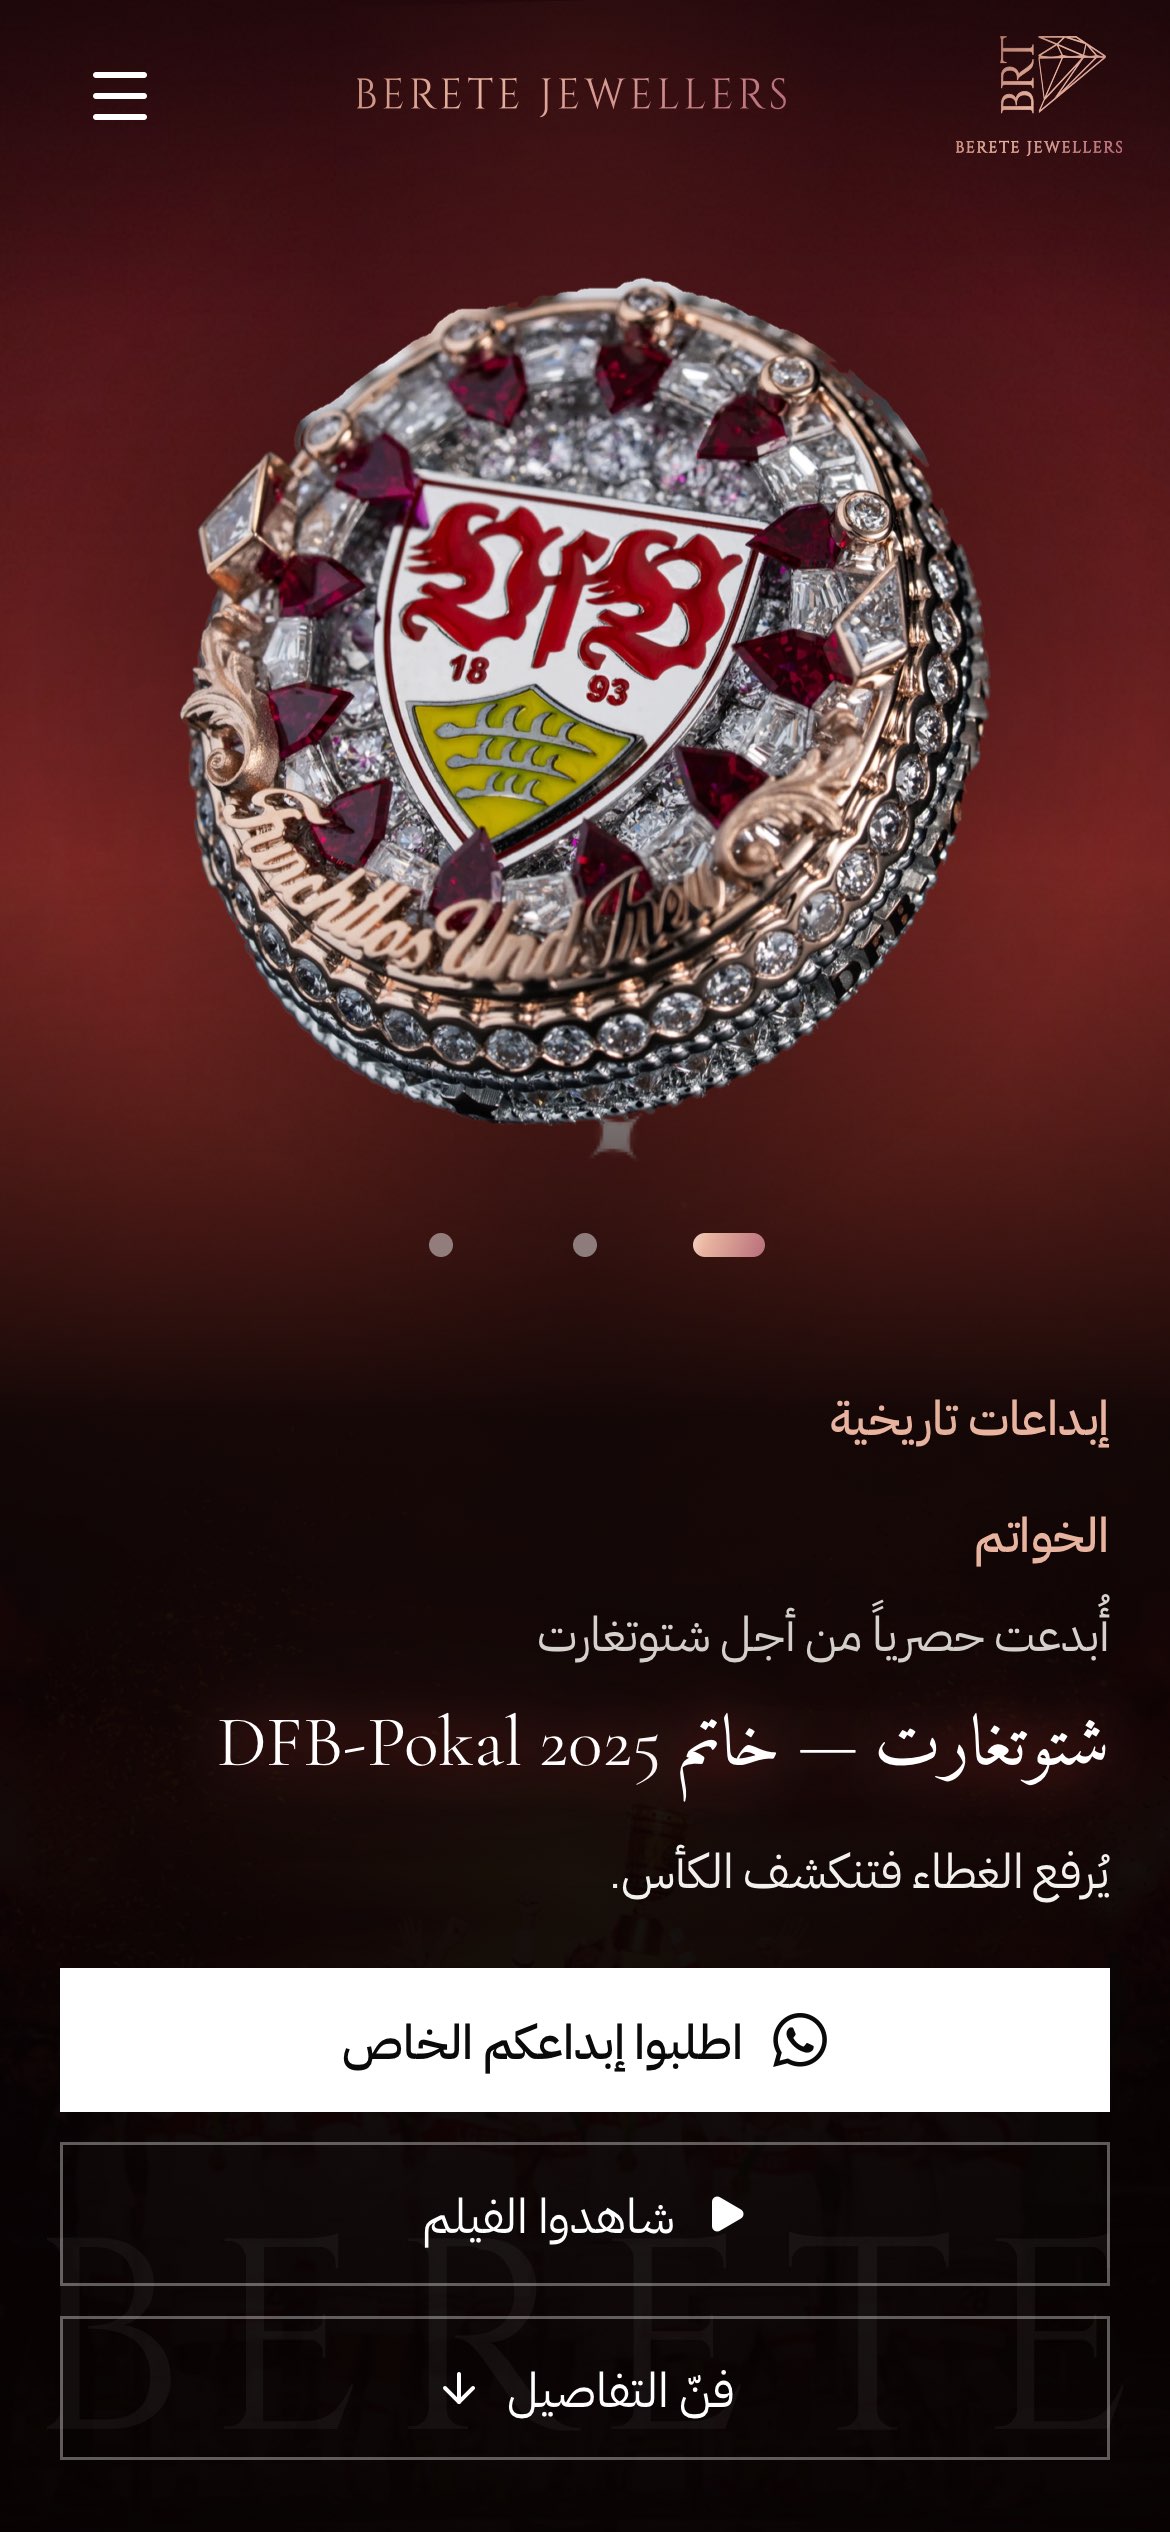 BERETE JEWELLERS
BRT
BERETE JEWELLERS
VfB
18 93
Furchtlos Und Treu
DFB
إبداعات تاريخية
الخواتم
أُبدعت حصرياً من أجل شتوتغارت
شتوتغارت — خاتم DFB-Pokal 2025
يُرفع الغطاء فتنكشف الكأس.
اطلبوا إبداعكم الخاص
شاهدوا الفيلم
فنّ التفاصيل
BERETE